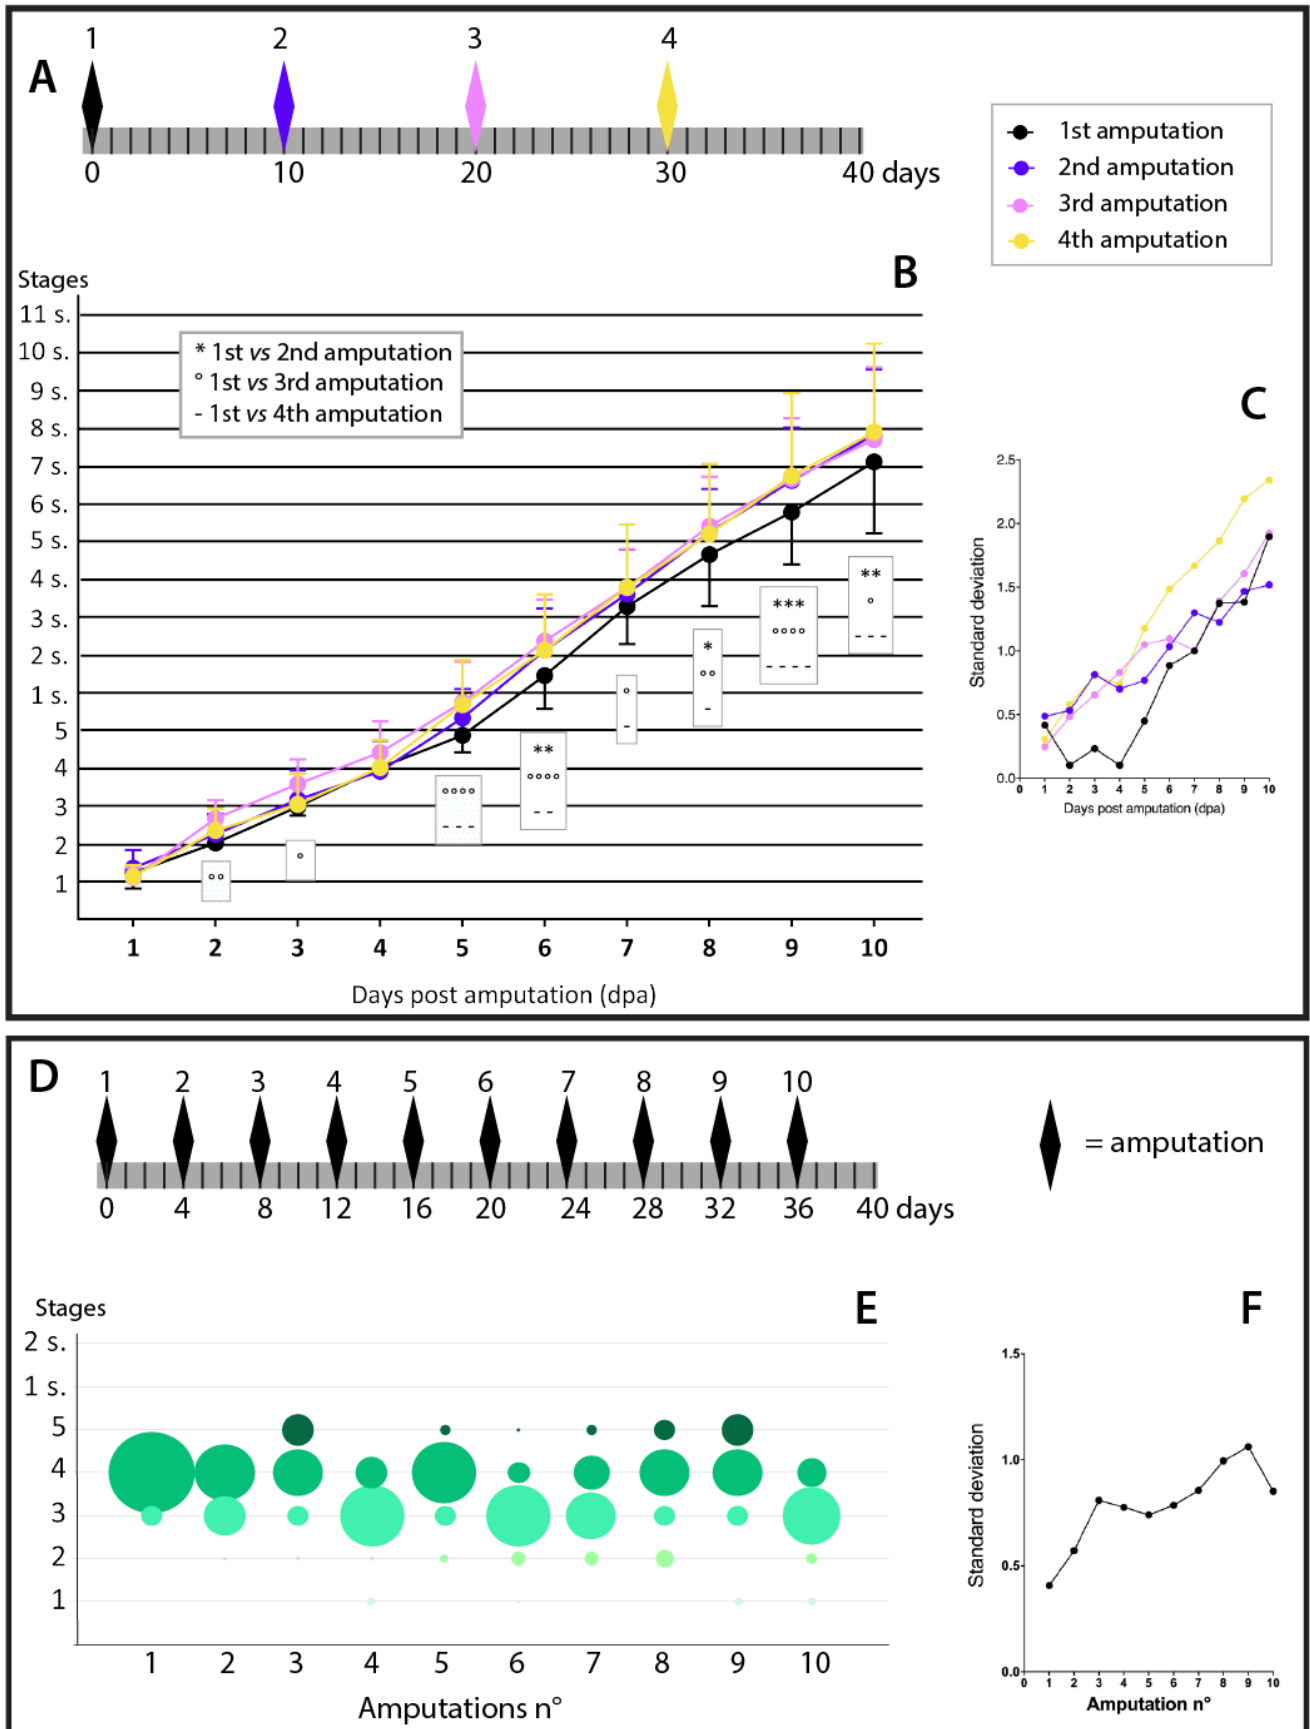 A
1 2 3 4
0 10 20 30 40 days
1st amputation
2nd amputation
3rd amputation
4th amputation
B
Stages
11 s.
10 s.
9 s.
8 s.
7 s.
6 s.
5 s.
4 s.
3 s.
2 s.
1 s.
5
4
3
2
1
* 1st vs 2nd amputation
° 1st vs 3rd amputation
- 1st vs 4th amputation
°°
°
°°°°
- - -
**
°°°°
- -
°
-
*
°°
-
***
°°°°
- - - -
**
°
- - -
1 2 3 4 5 6 7 8 9 10
Days post amputation (dpa)
C
Standard deviation
2.5
2.0
1.5
1.0
0.5
0.0
0 1 2 3 4 5 6 7 8 9 10
Days post amputation (dpa)
D
1 2 3 4 5 6 7 8 9 10
0 4 8 12 16 20 24 28 32 36 40 days
= amputation
E
Stages
2 s.
1 s.
5
4
3
2
1
1 2 3 4 5 6 7 8 9 10
Amputations n°
F
Standard deviation
1.5
1.0
0.5
0.0
0 1 2 3 4 5 6 7 8 9 10
Amputation n°